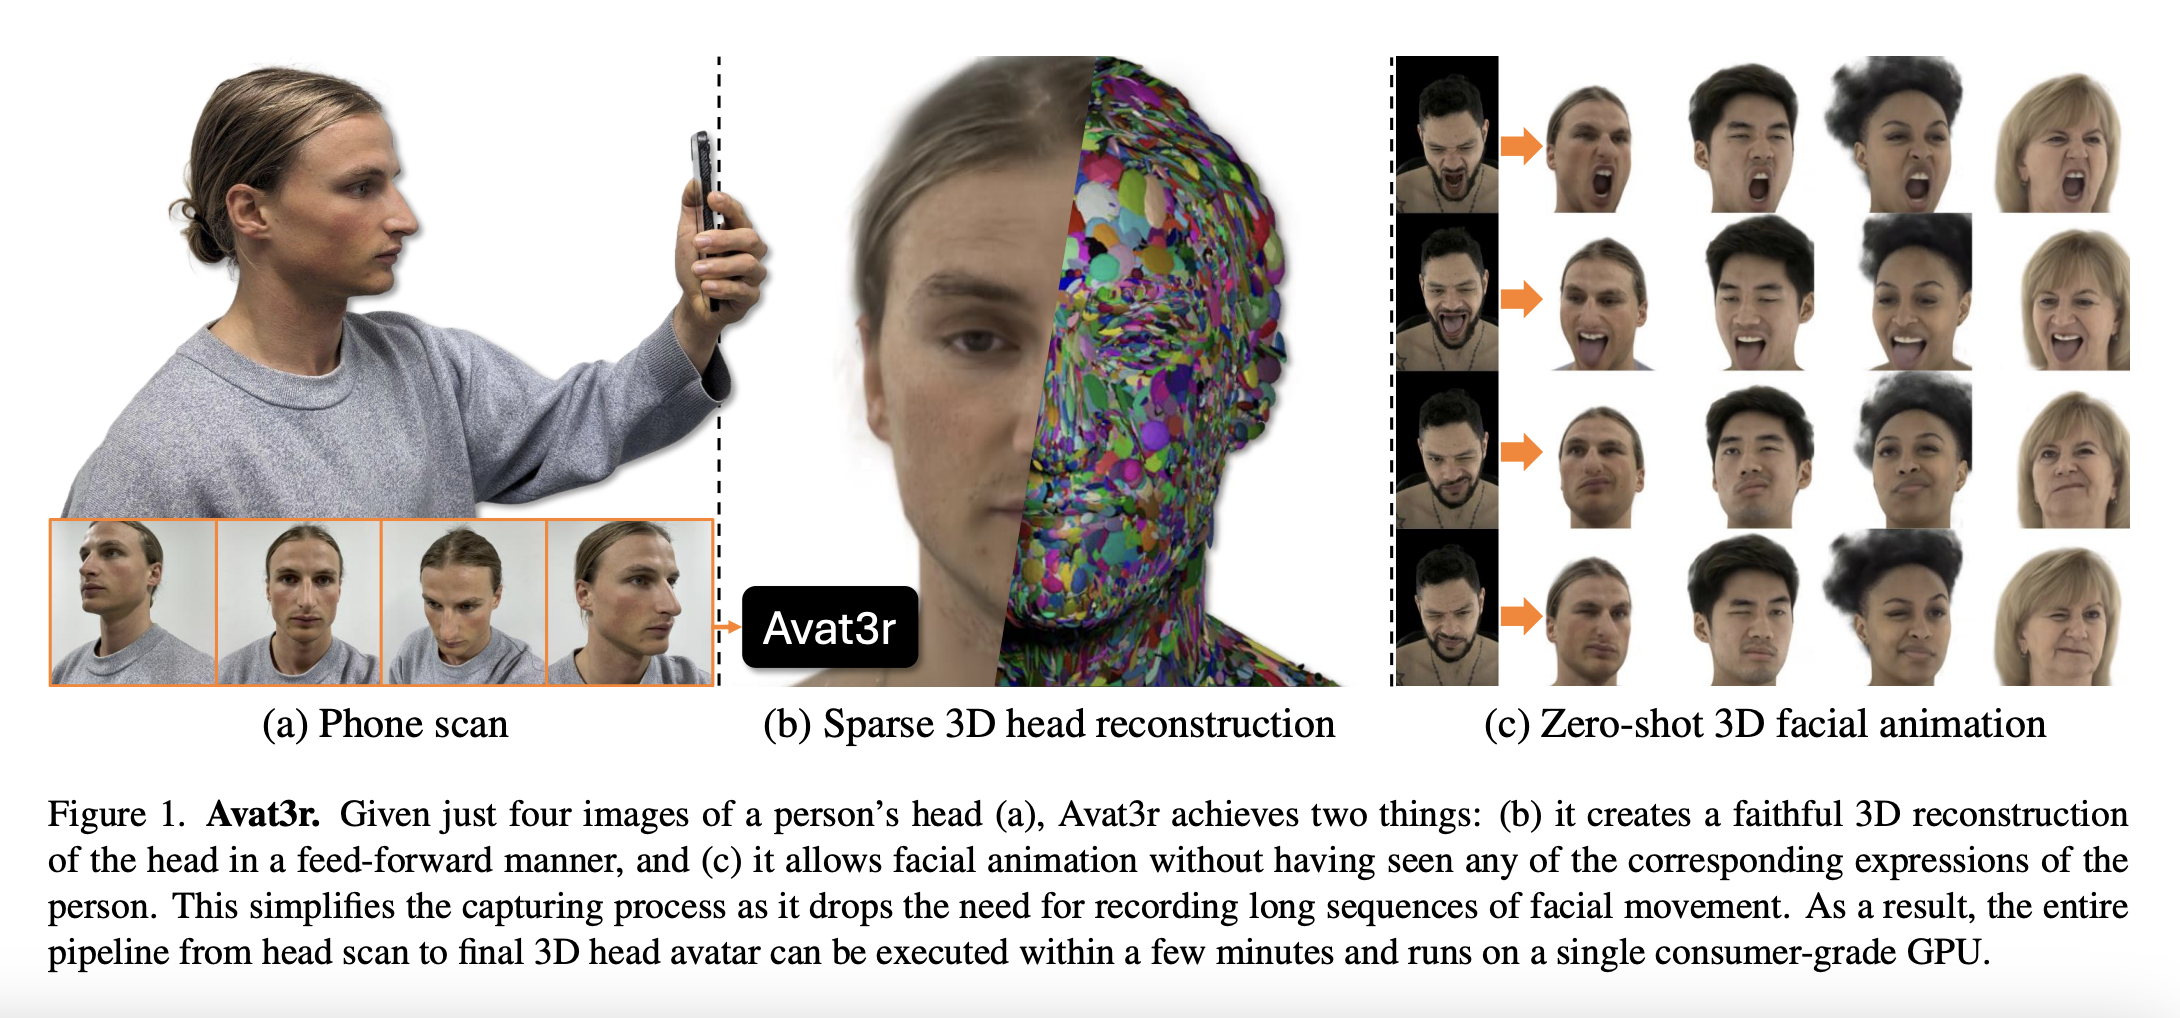 Avat3r
(a) Phone scan
(b) Sparse 3D head reconstruction
(c) Zero-shot 3D facial animation
Figure 1. Avat3r. Given just four images of a person’s head (a), Avat3r achieves two things: (b) it creates a faithful 3D reconstruction
of the head in a feed-forward manner, and (c) it allows facial animation without having seen any of the corresponding expressions of the
person. This simplifies the capturing process as it drops the need for recording long sequences of facial movement. As a result, the entire
pipeline from head scan to final 3D head avatar can be executed within a few minutes and runs on a single consumer-grade GPU.